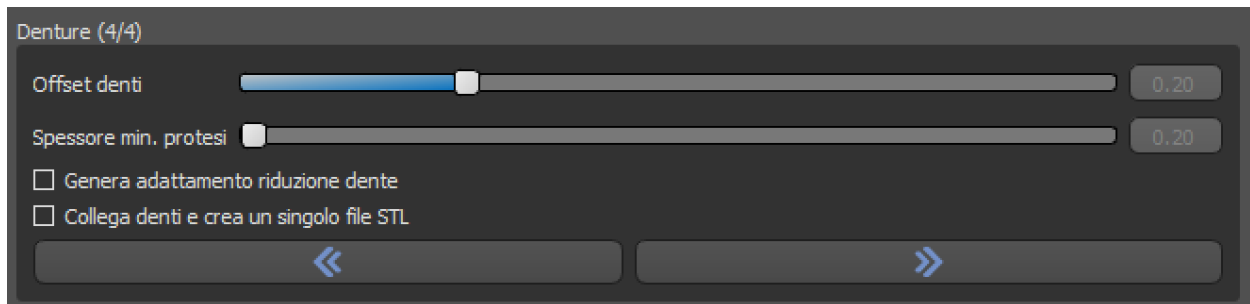 Denture (4/4)
Offset denti 0.20
Spessore min. protesi 0.20
Genera adattamento riduzione dente
Collega denti e crea un singolo file STL